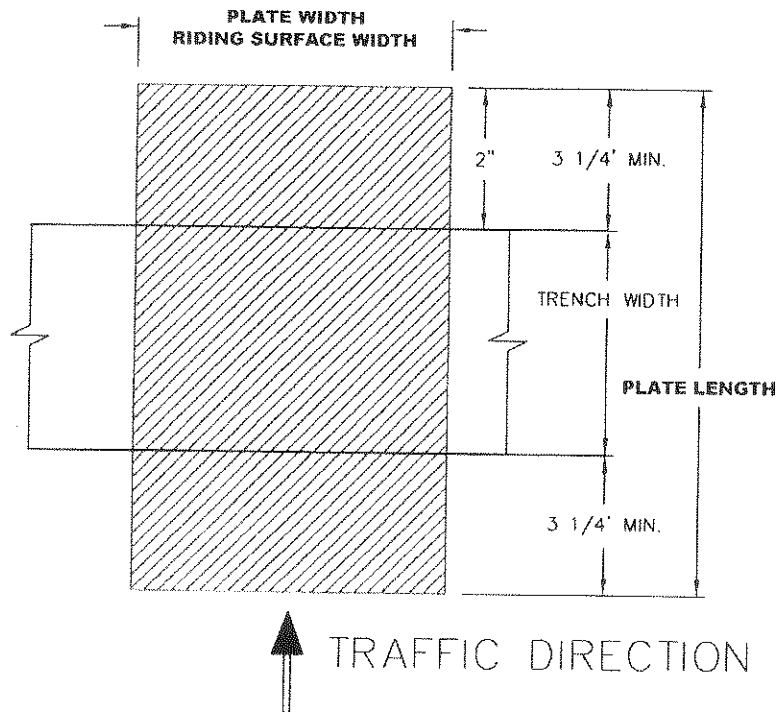 PLATE WIDTH
RIDING SURFACE WIDTH
2"
3 1/4' MIN.
TRENCH WIDTH
PLATE LENGTH
3 1/4' MIN.
TRAFFIC DIRECTION